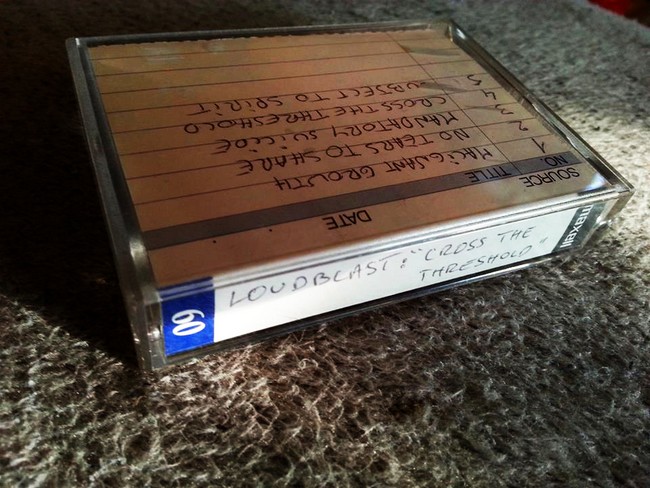 DATE
SOURCE
NO. TITLE
1 MALIGNANT GROWTH
2 NO TEARS TO SHARE
3 MANDATORY SUICIDE
4 CROSS THE THRESHOLD
5. SUBJECT TO SPIRIT
60
LOUDBLAST: "CROSS THE
THRESHOLD"
maxell